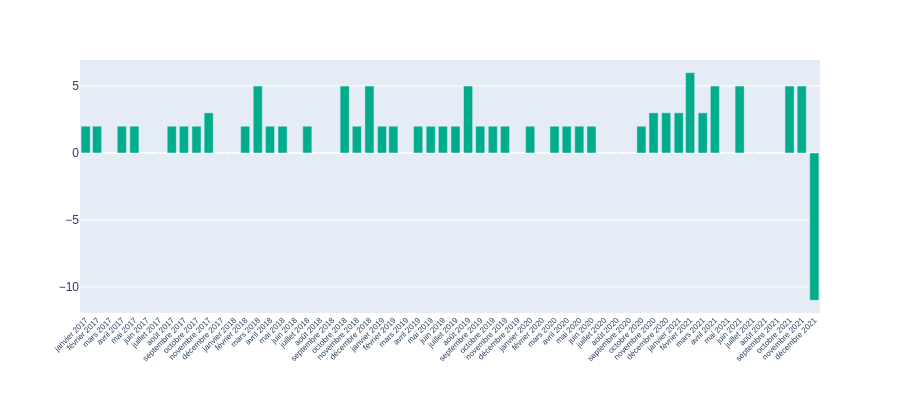 5
0
−5
−10
janvier 2017
février 2017
mars 2017
avril 2017
mai 2017
juin 2017
juillet 2017
août 2017
septembre 2017
octobre 2017
novembre 2017
décembre 2017
janvier 2018
février 2018
mars 2018
avril 2018
mai 2018
juin 2018
juillet 2018
août 2018
septembre 2018
octobre 2018
novembre 2018
décembre 2018
janvier 2019
février 2019
mars 2019
avril 2019
mai 2019
juin 2019
juillet 2019
août 2019
septembre 2019
octobre 2019
novembre 2019
décembre 2019
janvier 2020
février 2020
mars 2020
avril 2020
mai 2020
juin 2020
juillet 2020
août 2020
septembre 2020
octobre 2020
novembre 2020
décembre 2020
janvier 2021
février 2021
mars 2021
avril 2021
mai 2021
juin 2021
juillet 2021
août 2021
septembre 2021
octobre 2021
novembre 2021
décembre 2021